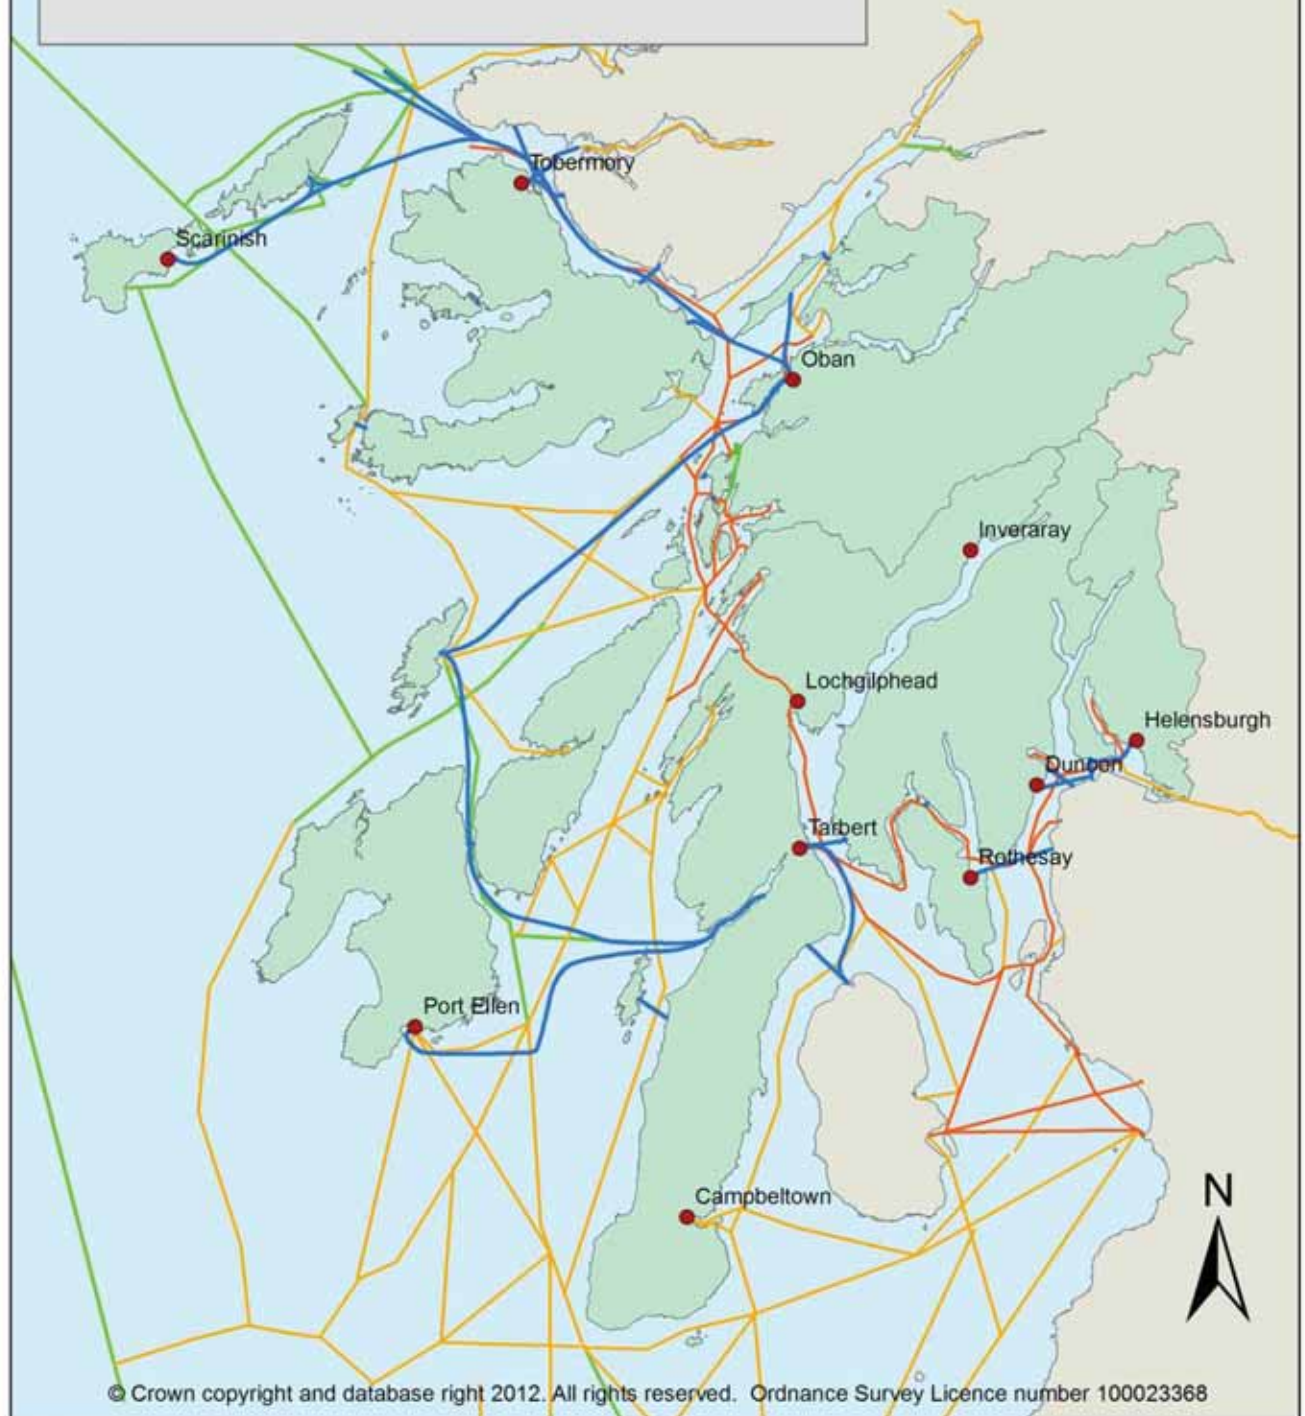 Tobermory
Scarinish
Oban
Inveraray
Lochgilphead
Helensburgh
Dunoon
Tarbert
Rothesay
Port Ellen
N
Campbeltown
© Crown copyright and database right 2012. All rights reserved. Ordnance Survey Licence number 100023368